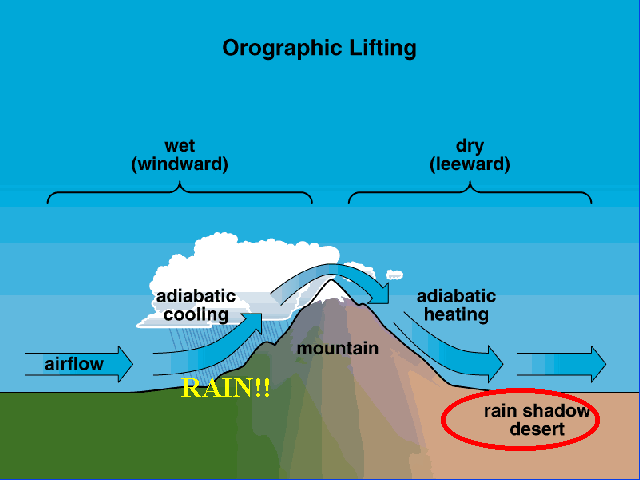 Orographic Lifting
wet
(windward)
dry
(leeward)
adiabatic
cooling
adiabatic
heating
mountain
airflow
RAIN!!
rain shadow
desert